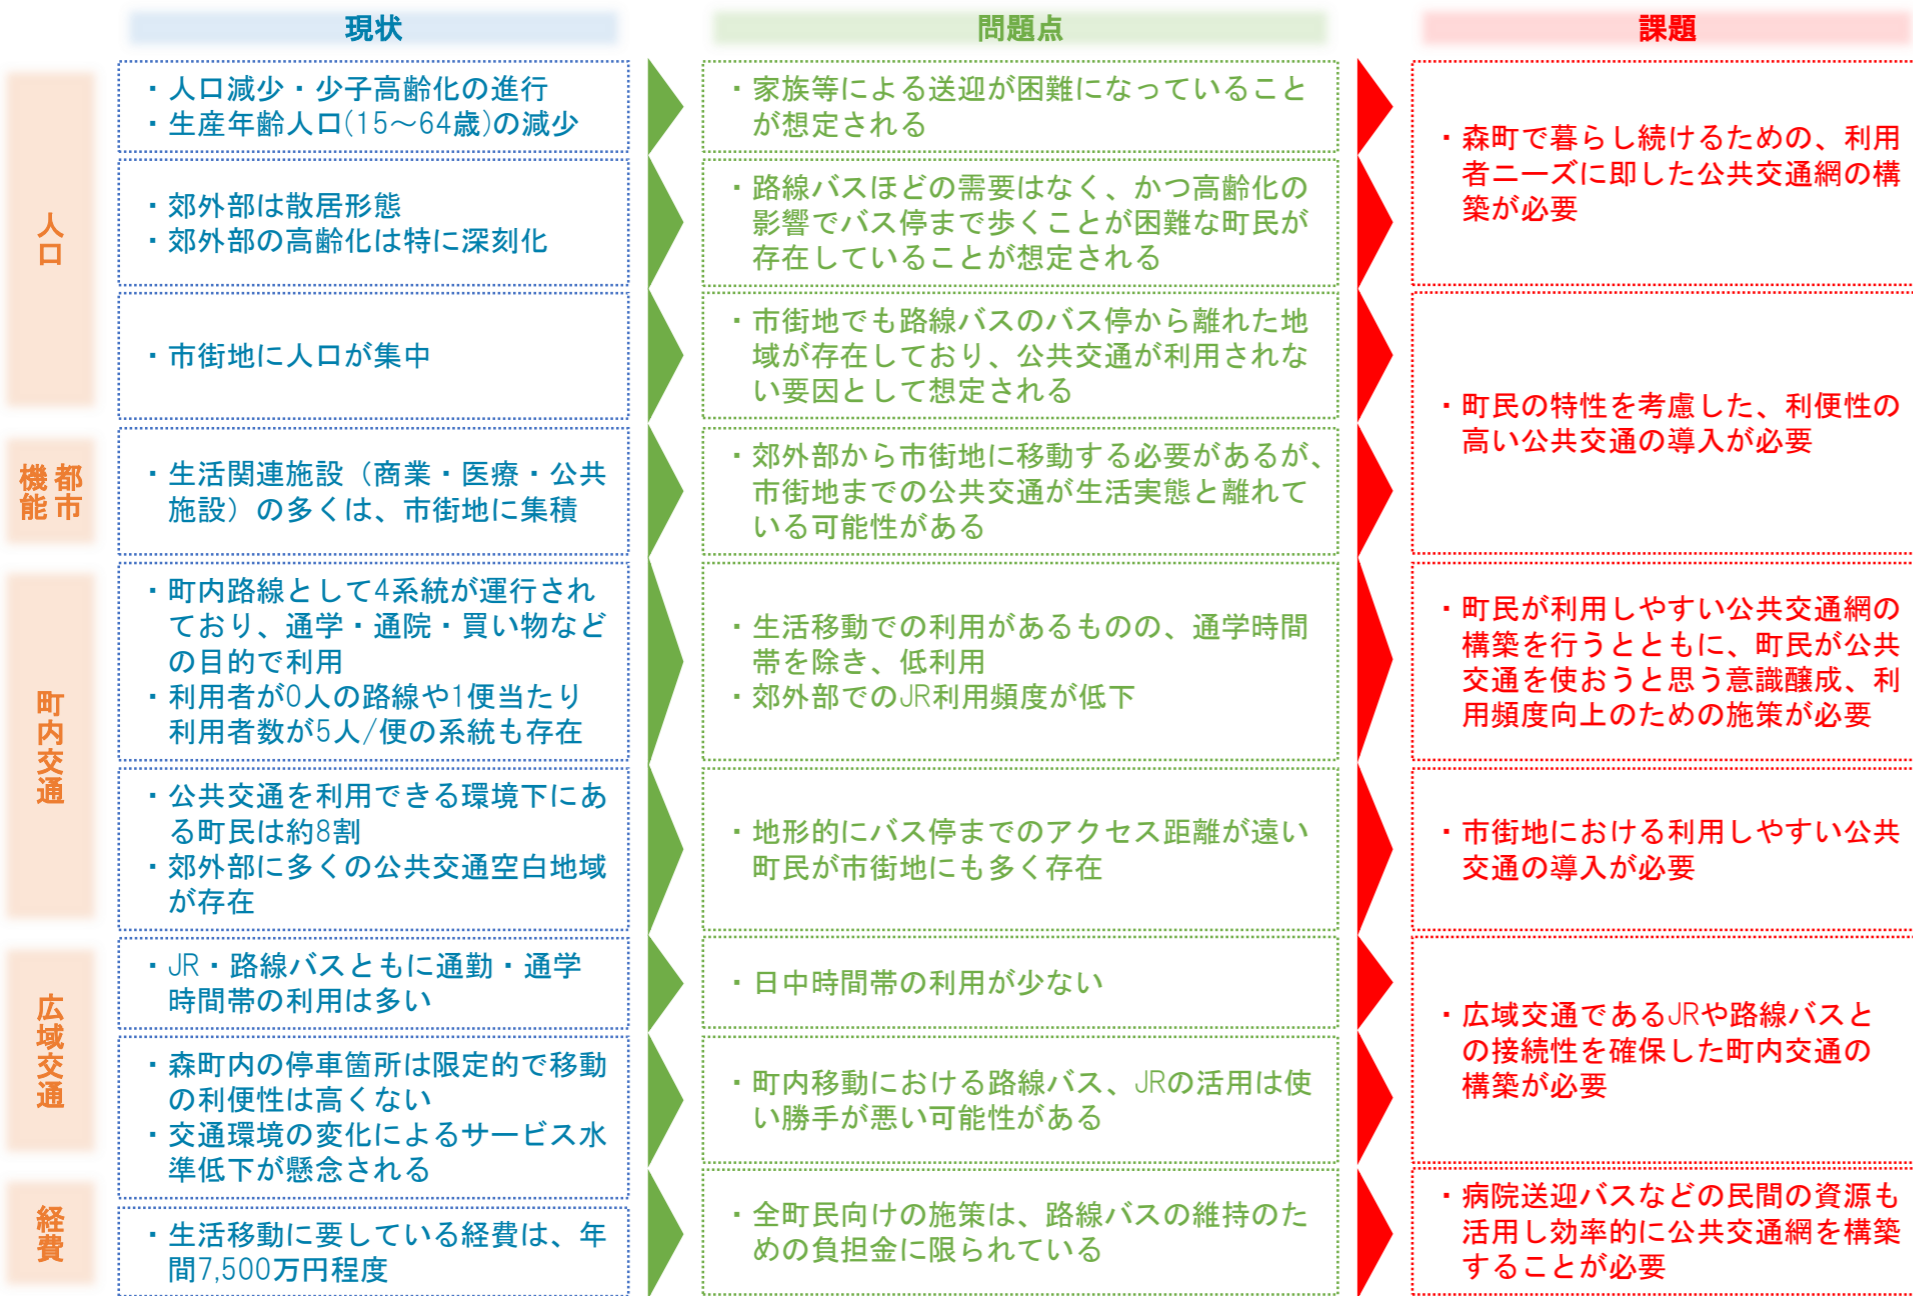 現状
問題点
課題
人口
・人口減少・少子高齢化の進行
・生産年齢人口(15～64歳)の減少
・家族等による送迎が困難になっていること
が想定される
・森町で暮らし続けるための、利用
者ニーズに即した公共交通網の構
築が必要
・郊外部は散居形態
・郊外部の高齢化は特に深刻化
・路線バスほどの需要はなく、かつ高齢化の
影響でバス停まで歩くことが困難な町民が
存在していることが想定される
・市街地に人口が集中
・市街地でも路線バスのバス停から離れた地
域が存在しており、公共交通が利用されな
い要因として想定される
・町民の特性を考慮した、利便性の
高い公共交通の導入が必要
都市
機能
・生活関連施設（商業・医療・公共
施設）の多くは、市街地に集積
・郊外部から市街地に移動する必要があるが、
市街地までの公共交通が生活実態と離れて
いる可能性がある
町内交通
・町内路線として4系統が運行され
ており、通学・通院・買い物など
の目的で利用
・利用者が0人の路線や1便当たり
利用者数が5人/便の系統も存在
・生活移動での利用があるものの、通学時間
帯を除き、低利用
・郊外部でのJR利用頻度が低下
・町民が利用しやすい公共交通網の
構築を行うとともに、町民が公共
交通を使おうと思う意識醸成、利
用頻度向上のための施策が必要
・公共交通を利用できる環境下にあ
る町民は約8割
・郊外部に多くの公共交通空白地域
が存在
・地形的にバス停までのアクセス距離が遠い
町民が市街地にも多く存在
・市街地における利用しやすい公共
交通の導入が必要
広域交通
・JR・路線バスともに通勤・通学
時間帯の利用は多い
・日中時間帯の利用が少ない
・広域交通であるJRや路線バスと
の接続性を確保した町内交通の
構築が必要
・森町内の停車箇所は限定的で移動
の利便性は高くない
・交通環境の変化によるサービス水
準低下が懸念される
・町内移動における路線バス、JRの活用は使
い勝手が悪い可能性がある
経費
・生活移動に要している経費は、年
間7,500万円程度
・全町民向けの施策は、路線バスの維持のた
めの負担金に限られている
・病院送迎バスなどの民間の資源も
活用し効率的に公共交通網を構築
することが必要